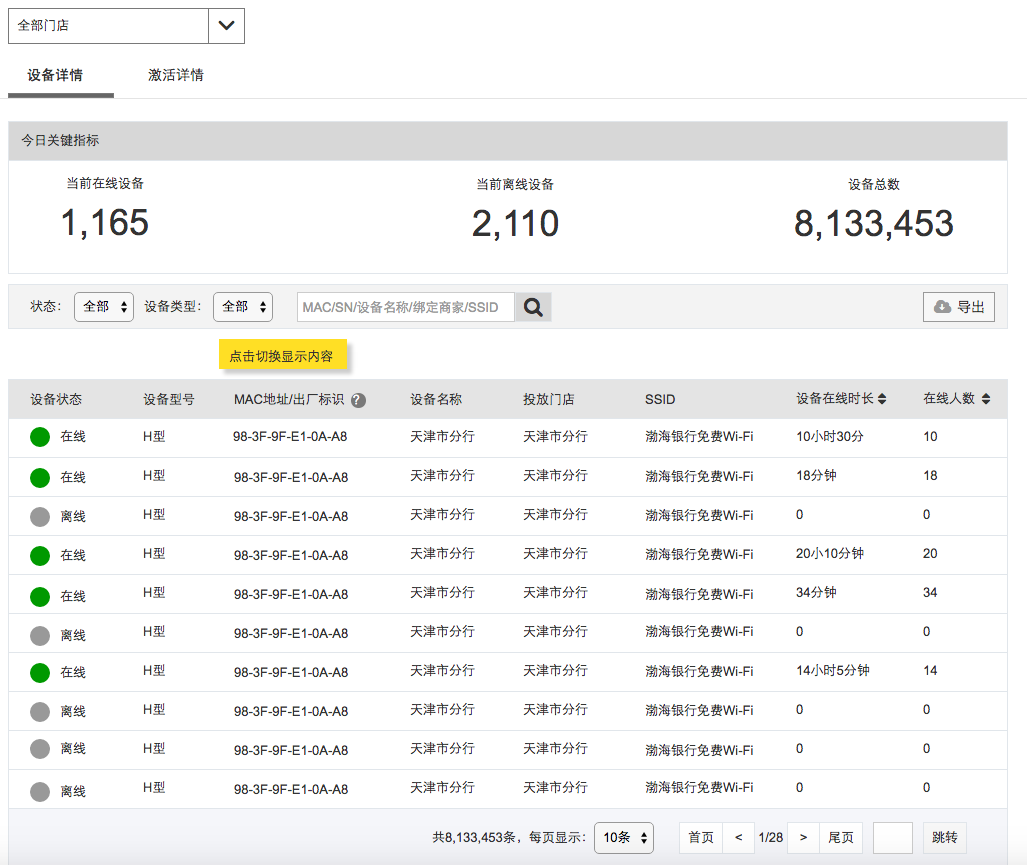 全部门店
设备详情 激活详情
今日关键指标
当前在线设备 当前离线设备 设备总数
1,165 2,110 8,133,453
状态: 全部 设备类型: 全部 MAC/SN/设备名称/绑定商家/SSID 导出
点击切换显示内容
设备状态 设备型号 MAC地址/出厂标识 ? 设备名称 投放门店 SSID 设备在线时长 在线人数
在线 H型 98-3F-9F-E1-0A-A8 天津市分行 天津市分行 渤海银行免费Wi-Fi 10小时30分 10
在线 H型 98-3F-9F-E1-0A-A8 天津市分行 天津市分行 渤海银行免费Wi-Fi 18分钟 18
离线 H型 98-3F-9F-E1-0A-A8 天津市分行 天津市分行 渤海银行免费Wi-Fi 0 0
在线 H型 98-3F-9F-E1-0A-A8 天津市分行 天津市分行 渤海银行免费Wi-Fi 20小10分钟 20
在线 H型 98-3F-9F-E1-0A-A8 天津市分行 天津市分行 渤海银行免费Wi-Fi 34分钟 34
离线 H型 98-3F-9F-E1-0A-A8 天津市分行 天津市分行 渤海银行免费Wi-Fi 0 0
在线 H型 98-3F-9F-E1-0A-A8 天津市分行 天津市分行 渤海银行免费Wi-Fi 14小时5分钟 14
离线 H型 98-3F-9F-E1-0A-A8 天津市分行 天津市分行 渤海银行免费Wi-Fi 0 0
离线 H型 98-3F-9F-E1-0A-A8 天津市分行 天津市分行 渤海银行免费Wi-Fi 0 0
离线 H型 98-3F-9F-E1-0A-A8 天津市分行 天津市分行 渤海银行免费Wi-Fi 0 0
共8,133,453条，每页显示: 10条 首页 < 1/28 > 尾页 跳转